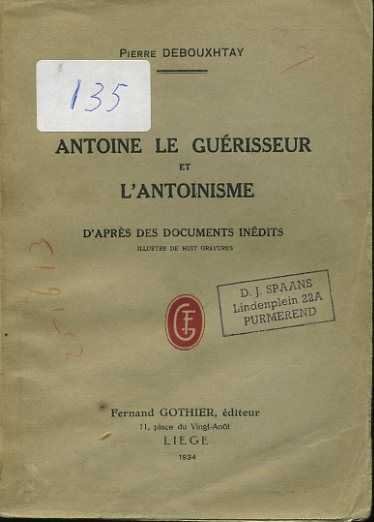 PIERRE DEBOUXHTAY
135
ANTOINE LE GUÉRISSEUR
ET
L'ANTOINISME
D'APRÈS DES DOCUMENTS INÉDITS
ILLUSTRÉ DE HUIT GRAVURES
D. J. SPAANS
Lindenplein 22A
PURMEREND
Fernand GOTHIER, éditeur
11, place du Vingt-Août
LIEGE
1934